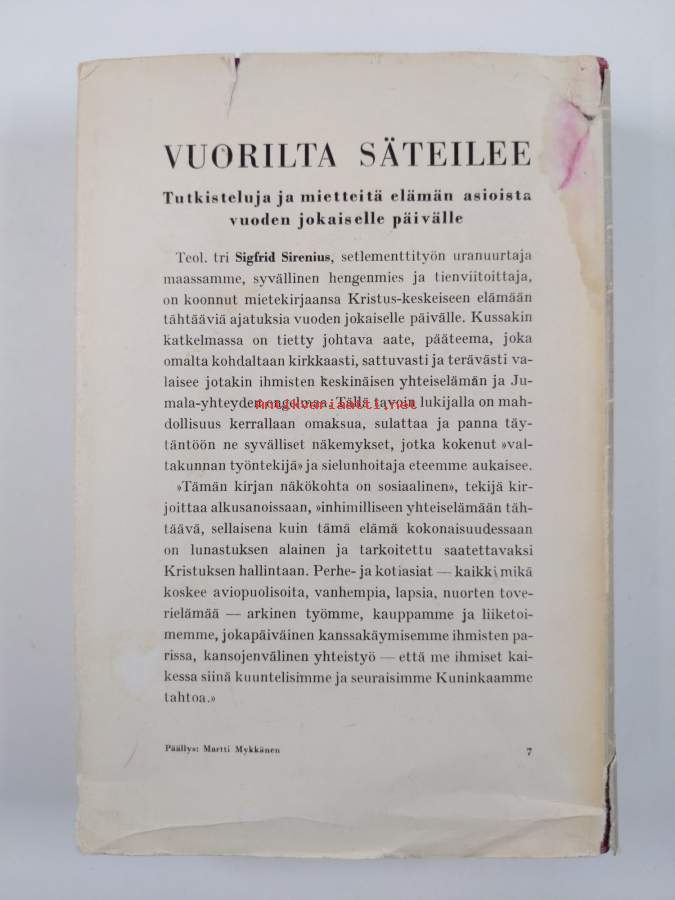 VUORILTA SÄTEILEE
Tutkisteluja ja mietteitä elämän asioista
vuoden jokaiselle päivälle
Teol. tri Sigfrid Sirenius, setlementtityön uranuurtaja
maassamme, syvällinen hengenmies ja tienviitoittaja,
on koonnut mietekirjaansa Kristus-keskeiseen elämään
tähtääviä ajatuksia vuoden jokaiselle päivälle. Kussakin
katkelmassa on tietty johtava aate, pääteema, joka
omalta kohdaltaan kirkkaasti, sattuvasti ja terävästi va-
laisee jotakin ihmisten keskinäisen yhteiselämän ja Ju-
mala-yhteyden ongelmaa. Tällä tavoin lukijalla on mah-
Antikvariaatti.net
dollisuus kerrallaan omaksua, sulattaa ja panna täy-
täntöön ne syvälliset näkemykset, jotka kokenut »val-
takunnan työntekijä» ja sielunhoitaja eteemme aukaisee.
»Tämän kirjan näkökohta on sosiaalinen», tekijä kir-
joittaa alkusanoissaan, »inhimilliseen yhteiselämään täh-
täävä, sellaisena kuin tämä elämä kokonaisuudessaan
on lunastuksen alainen ja tarkoitettu saatettavaksi
Kristuksen hallintaan. Perhe- ja kotiasiat — kaikki mikä
koskee aviopuolisoita, vanhempia, lapsia, nuorten tove-
rielämää — arkinen työmme, kauppamme ja liiketoi-
memme, jokapäiväinen kanssakäymisemme ihmisten pa-
rissa, kansojenvälinen yhteistyö — että me ihmiset kai-
kessa siinä kuuntelisimme ja seuraisimme Kuninkaamme
tahtoa.»
Päällys: Martti Mykkänen 7